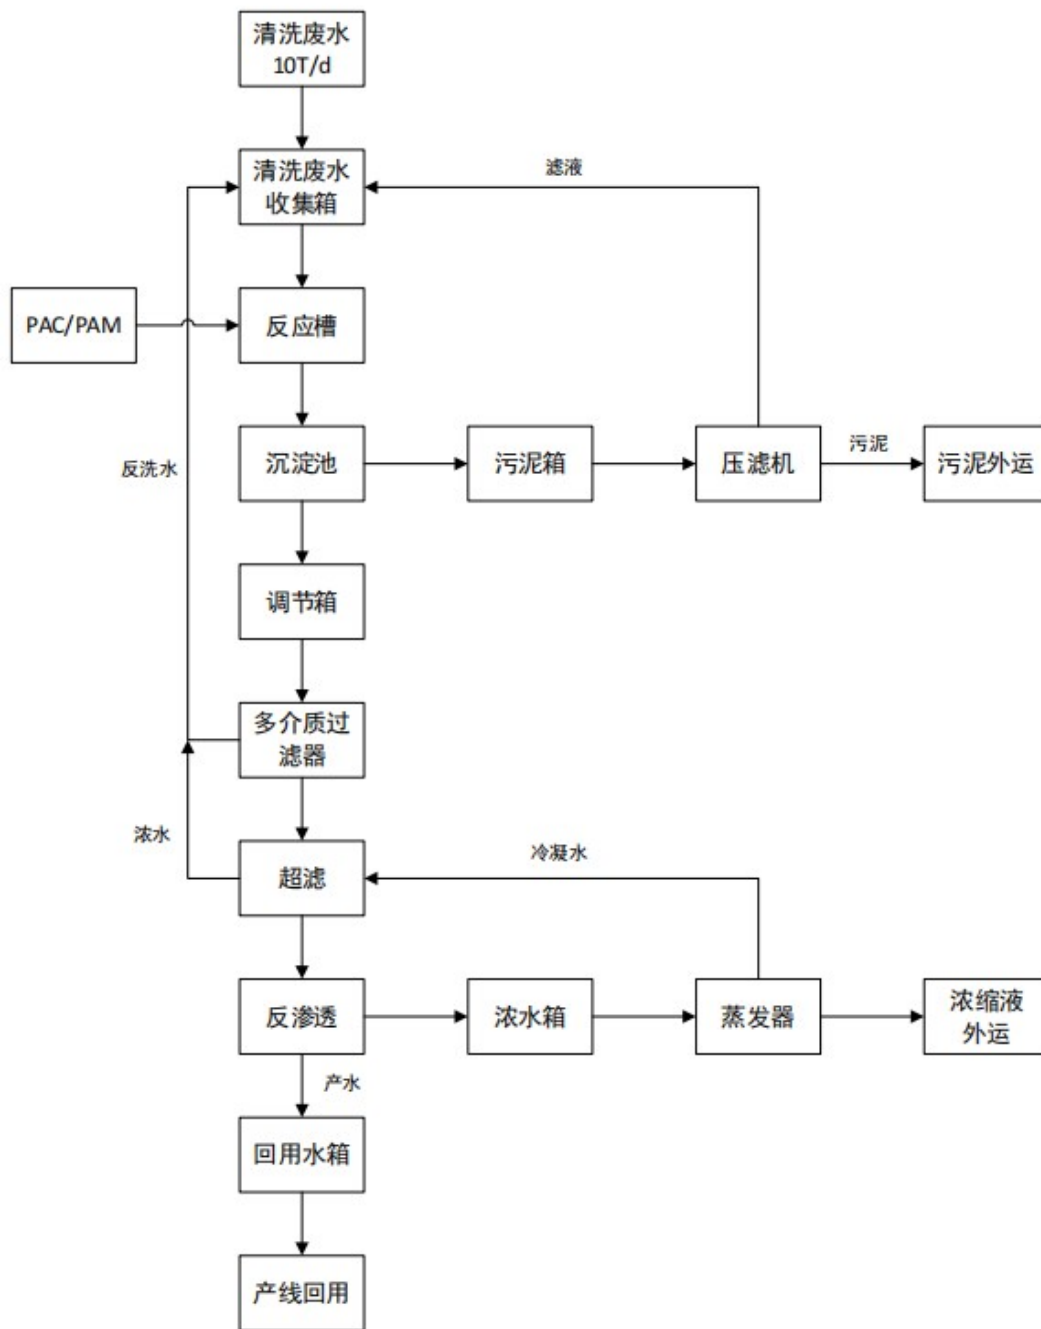 清洗废水
10T/d
清洗废水
收集箱
滤液
PAC/PAM
反应槽
反洗水
沉淀池
污泥箱
压滤机
污泥
污泥外运
调节箱
多介质过
滤器
浓水
超滤
冷凝水
反渗透
浓水箱
蒸发器
浓缩液
外运
产水
回用水箱
产线回用